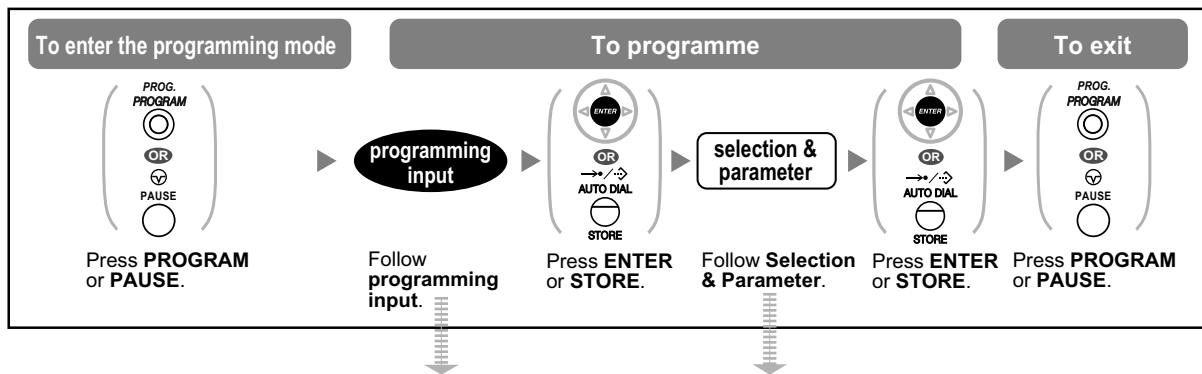 To enter the programming mode
To programme
To exit
PROG.
PROGRAM
OR
PAUSE
Press PROGRAM
or PAUSE.
programming
input
Follow
programming
input.
ENTER
OR
AUTO DIAL
STORE
Press ENTER
or STORE.
selection &
parameter
Follow Selection
& Parameter.
ENTER
OR
AUTO DIAL
STORE
Press ENTER
or STORE.
PROG.
PROGRAM
OR
PAUSE
Press PROGRAM
or PAUSE.